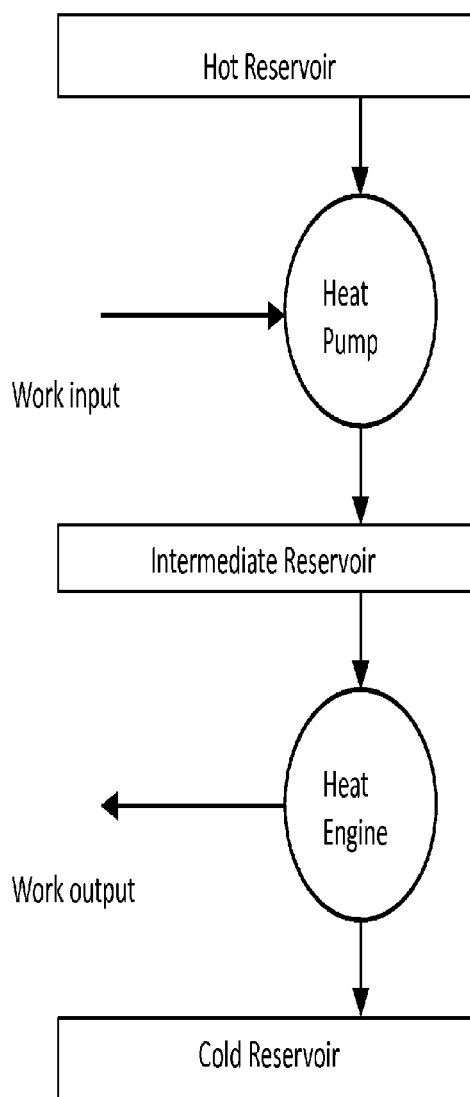 Hot Reservoir
Heat
Pump
Work input
Intermediate Reservoir
Heat
Engine
Work output
Cold Reservoir